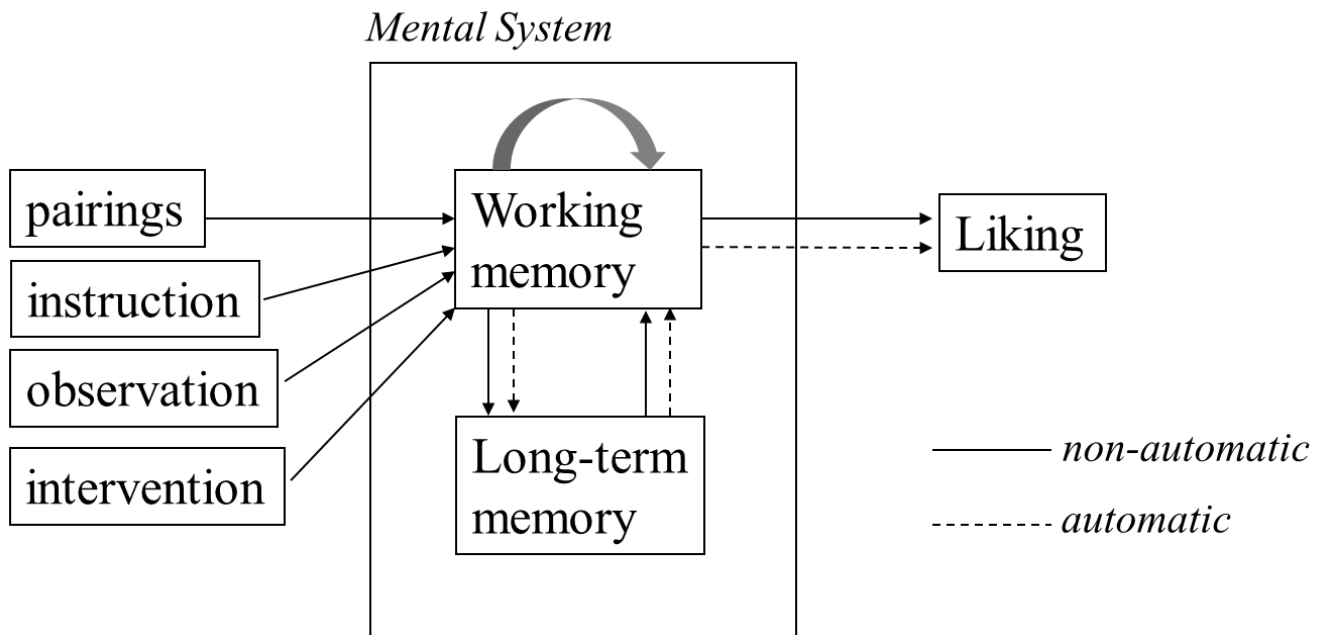 Mental System
pairings
instruction
observation
intervention
Working
memory
Long-term
memory
Liking
non-automatic
automatic